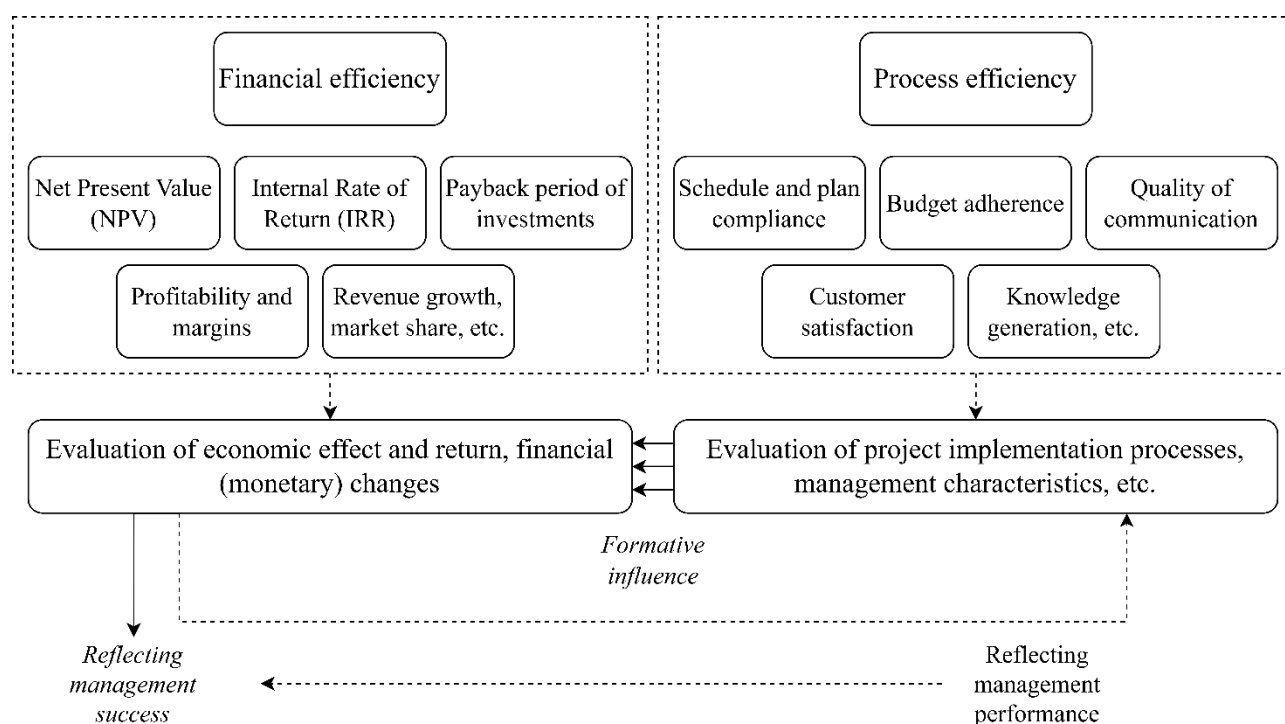 Financial efficiency
Net Present Value
(NPV)
Internal Rate of
Return (IRR)
Payback period of
investments
Profitability and
margins
Revenue growth,
market share, etc.
Process efficiency
Schedule and plan
compliance
Budget adherence
Quality of
communication
Customer
satisfaction
Knowledge
generation, etc.
Evaluation of economic effect and return, financial
(monetary) changes
Evaluation of project implementation processes,
management characteristics, etc.
Formative
influence
Reflecting
management
success
Reflecting
management
performance